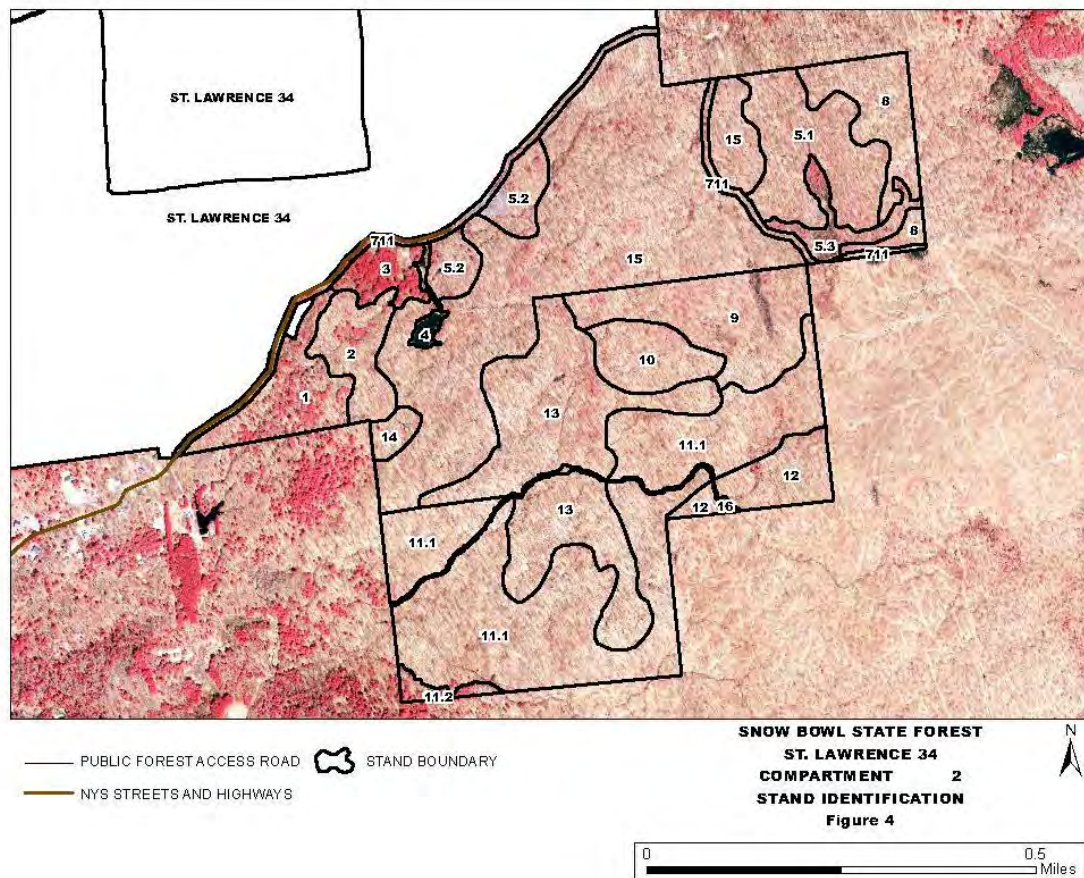 ST. LAWRENCE 34
ST. LAWRENCE 34
8
15
5.1
711
5.2
8
711
3
5.3
711
5.2
15
4
9
2
10
1
13
14
11.1
12
13
12
16
11.1
11.1
11.2
PUBLIC FOREST ACCESS ROAD
STAND BOUNDARY
NYS STREETS AND HIGHWAYS
SNOW BOWL STATE FOREST
ST. LAWRENCE 34
COMPARTMENT 2
STAND IDENTIFICATION
Figure 4
N
0 0.5
Miles